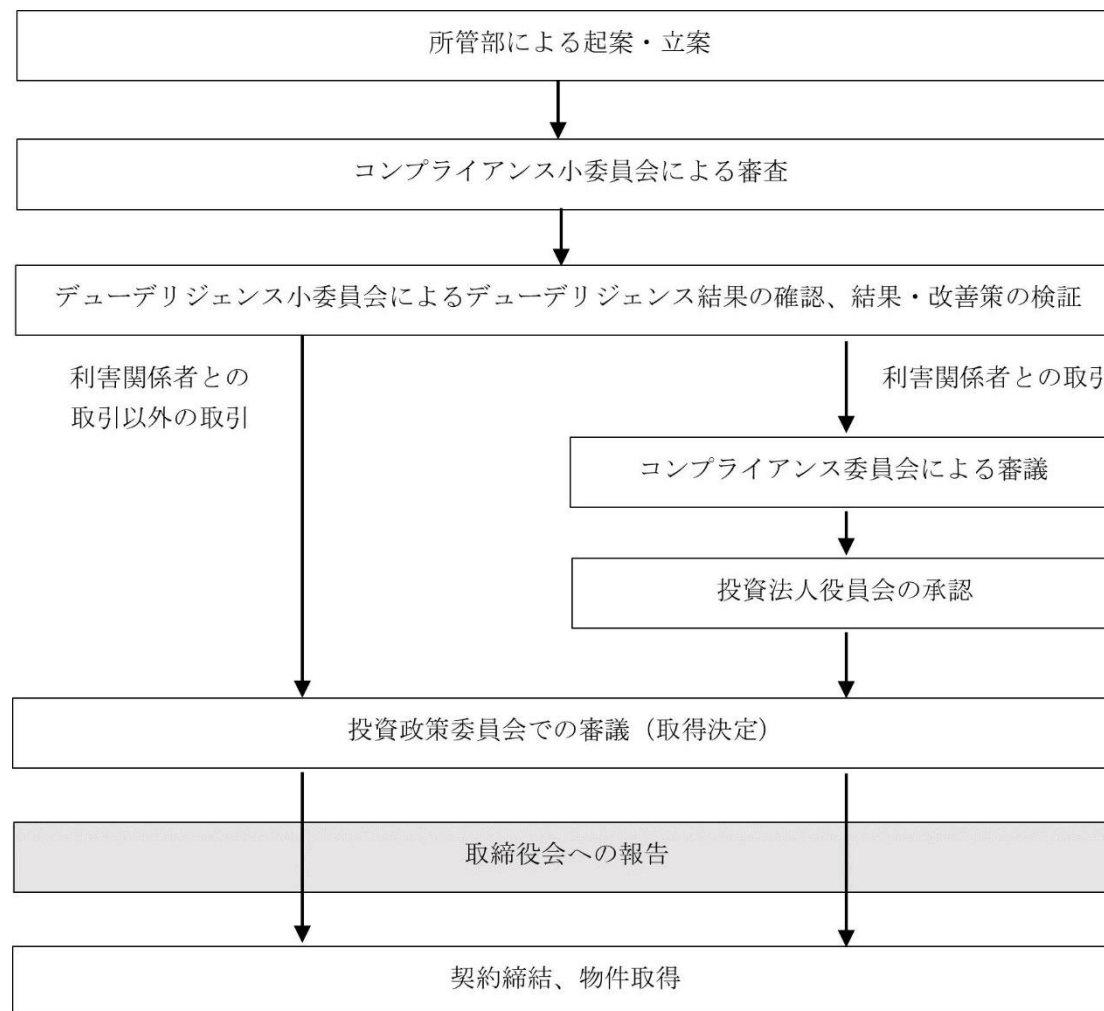 所管部による起案・立案
コンプライアンス小委員会による審査
デューデリジェンス小委員会によるデューデリジェンス結果の確認、結果・改善策の検証
利害関係者との
取引以外の取引
利害関係者との取引
コンプライアンス委員会による審議
投資法人役員会の承認
投資政策委員会での審議（取得決定）
取締役会への報告
契約締結、物件取得